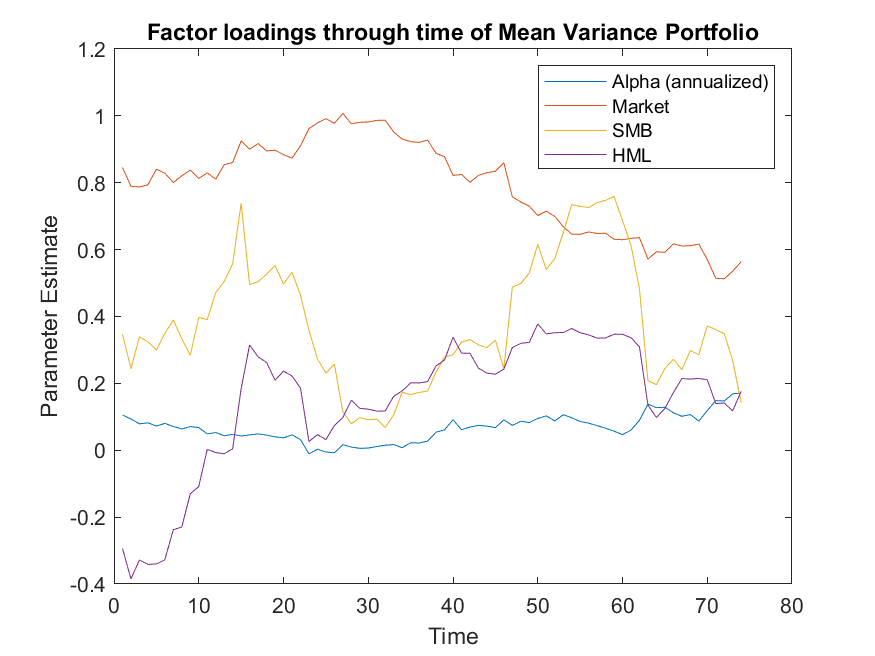 Factor loadings through time of Mean Variance Portfolio
1.2
1
0.8
0.6
0.4
0.2
0
-0.2
-0.4
Parameter Estimate
Alpha (annualized)
Market
SMB
HML
0 10 20 30 40 50 60 70 80
Time